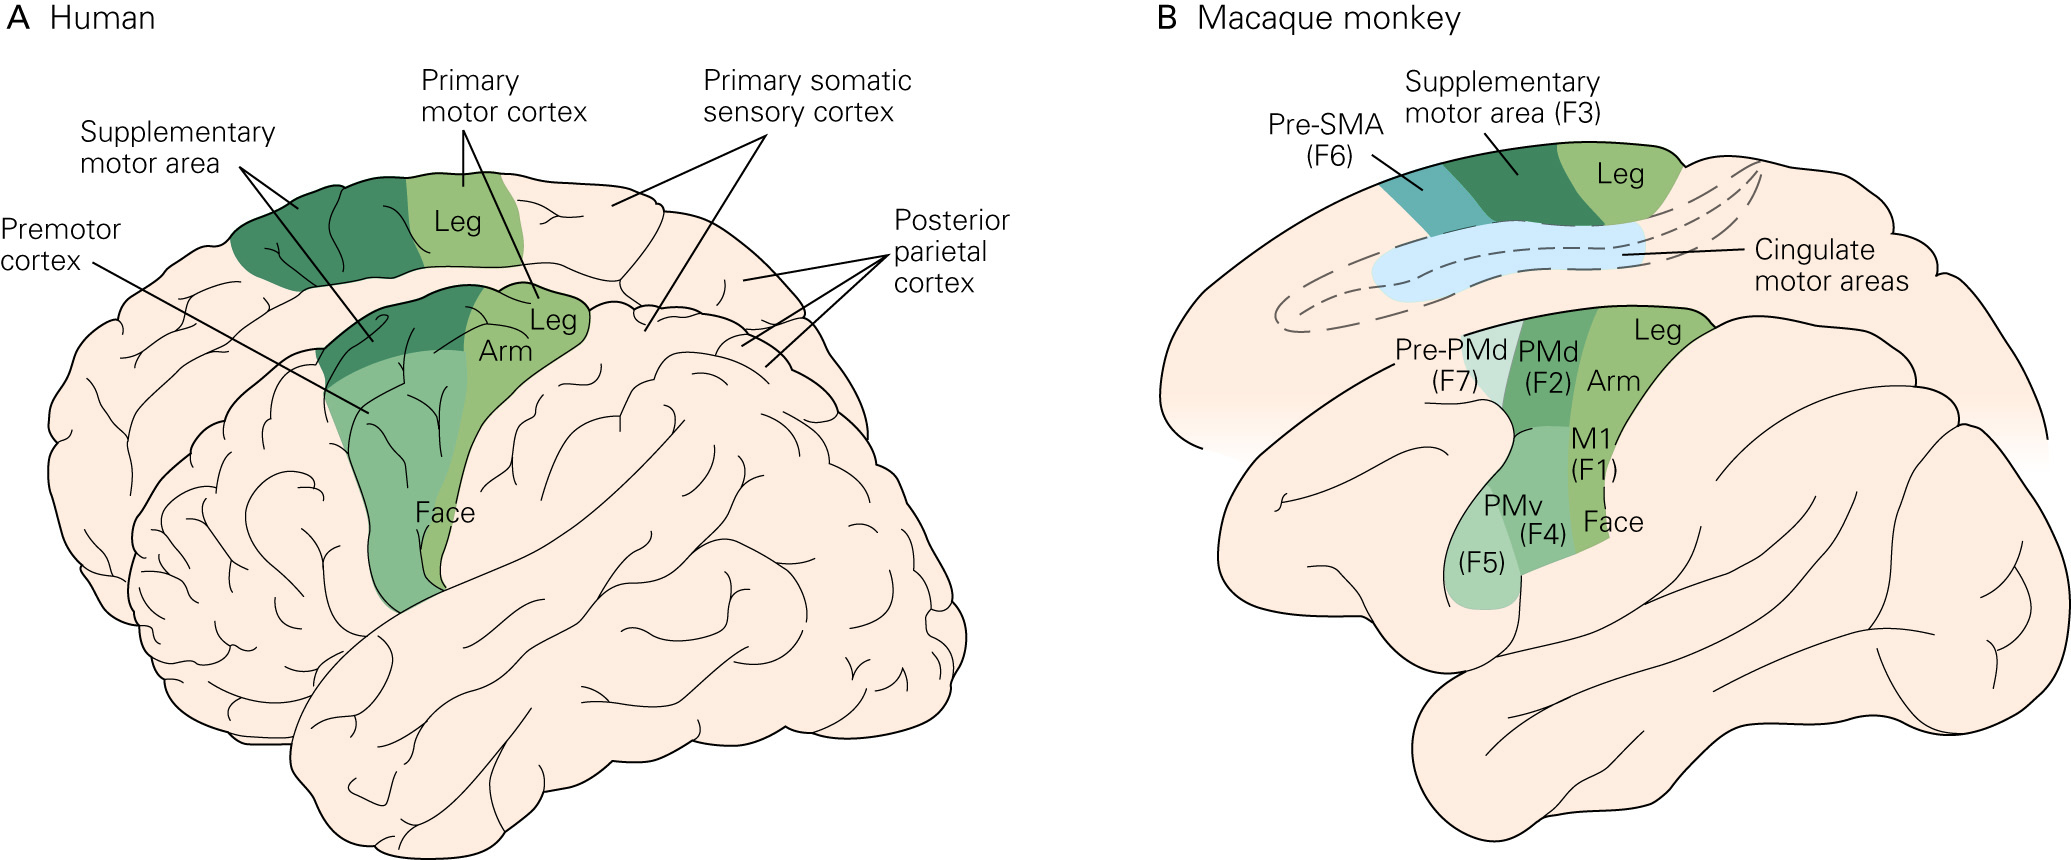 A Human
Primary
motor cortex
Primary somatic
sensory cortex
Supplementary
motor area
Premotor
cortex
Posterior
parietal
cortex
Leg
Leg
Arm
Face
B Macaque monkey
Supplementary
motor area (F3)
Pre-SMA
(F6)
Leg
Cingulate
motor areas
Pre-PMd
(F7)
PMd
(F2)
Leg
Arm
M1
(F1)
PMv
(F4)
Face
(F5)